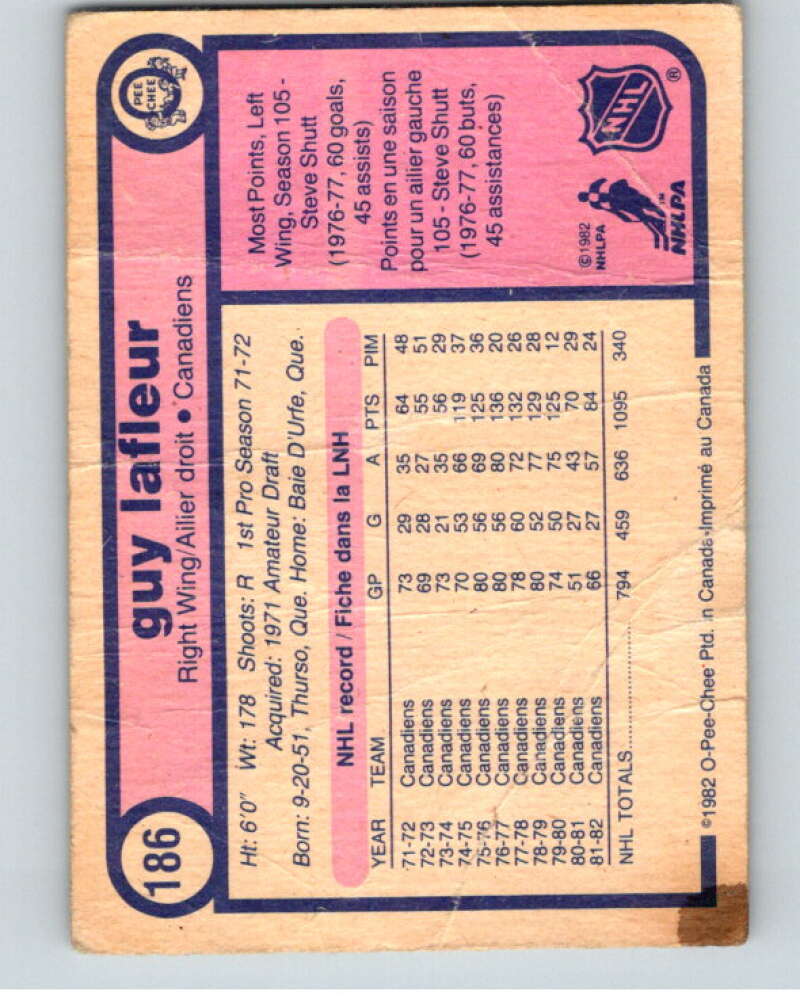 186
guy lafleur
Right Wing/Ailier droit • Canadiens
O
PEE
CHEE
Ht: 6'0" Wt: 178 Shoots: R 1st Pro Season 71-72
Acquired: 1971 Amateur Draft
Born: 9-20-51, Thurso, Que. Home: Baie D'Urfe, Que.
NHL record / Fiche dans la LNH
YEAR TEAM GP G A PTS PIM
71-72 Canadiens 73 29 35 64 48
72-73 Canadiens 69 28 27 55 51
73-74 Canadiens 73 21 35 56 29
74-75 Canadiens 70 53 66 119 37
75-76 Canadiens 80 56 69 125 36
76-77 Canadiens 80 56 80 136 20
77-78 Canadiens 78 60 72 132 26
78-79 Canadiens 80 52 77 129 28
79-80 Canadiens 74 50 75 125 12
80-81 Canadiens 51 27 43 70 29
81-82 Canadiens 66 27 57 84 24
NHL TOTALS........................ 794 459 636 1095 340
Most Points, Left
Wing, Season 105 -
Steve Shutt
(1976-77, 60 goals,
45 assists)
Points en une saison
pour un ailier gauche
105 - Steve Shutt
(1976-77, 60 buts,
45 assistances)
©1982
NHLPA
NHLPA
TM
NHL
®
©1982 O-Pee-Chee Ptd. in Canada-Imprimé au Canada